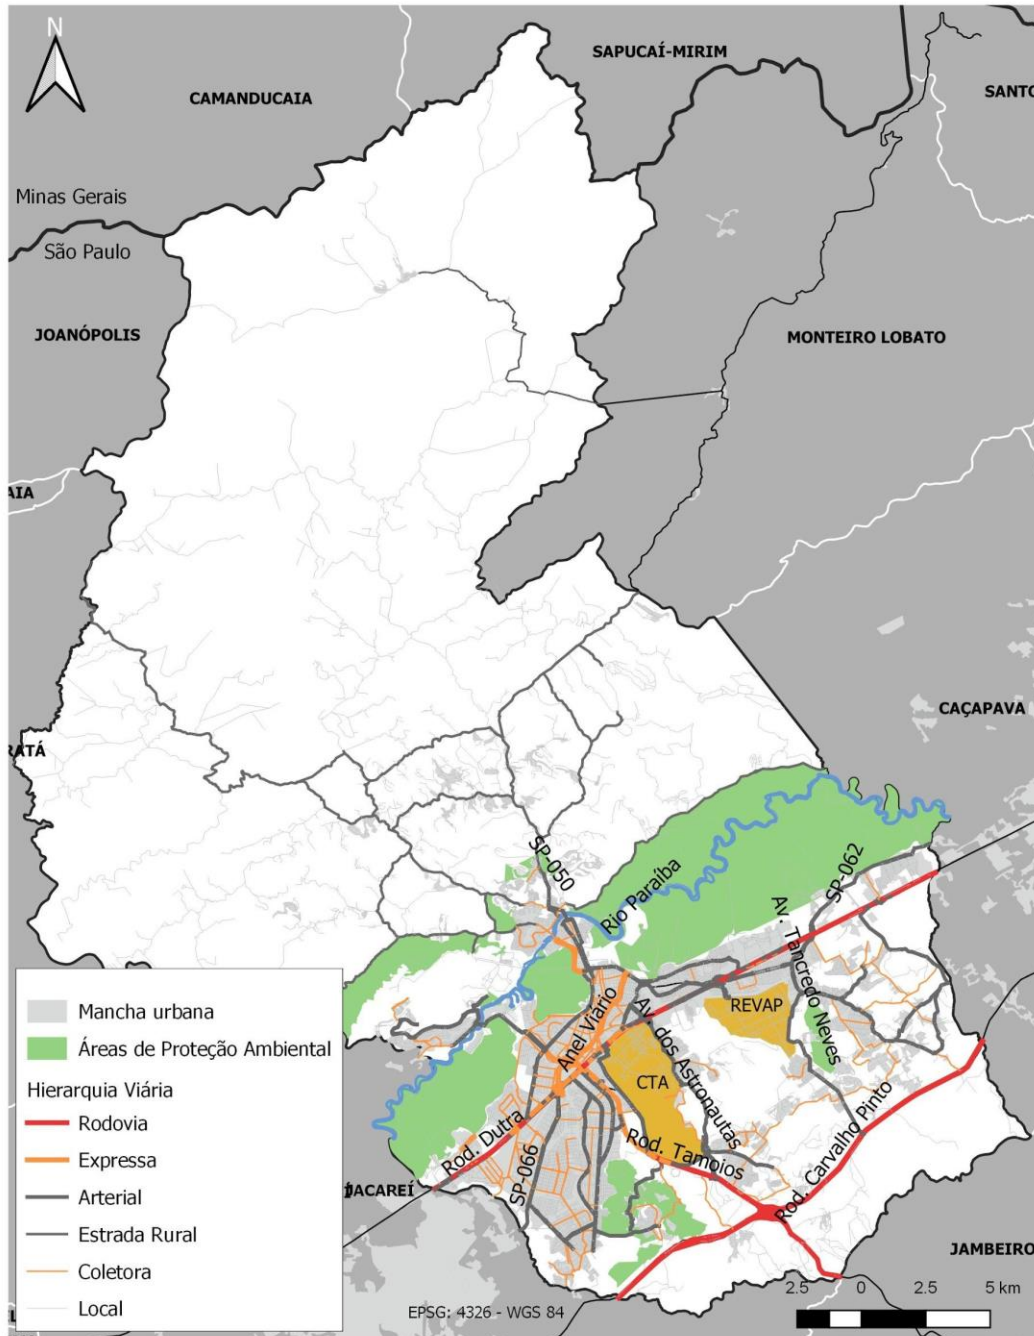 N
SAPUCAÍ-MIRIM
CAMANDUCAIA
SANTO
Minas Gerais
São Paulo
JOANÓPOLIS
MONTEIRO LOBATO
AIA
CAÇAPAVA
RATÁ
SP-050
SP-062
Rio Paraíba
Av. Tancredo Neves
REVAP
Anel Viário
Av. dos Astronautas
CTA
Rod. Dutra
Rod. Tamoios
Rod. Carvalho Pinto
SP-066
JACAREÍ
JAMBEIRO
Mancha urbana
Áreas de Proteção Ambiental
Hierarquia Viária
Rodovia
Expressa
Arterial
Estrada Rural
Coletora
Local
EPSG: 4326 - WGS 84
2.5 0 2.5 5 km